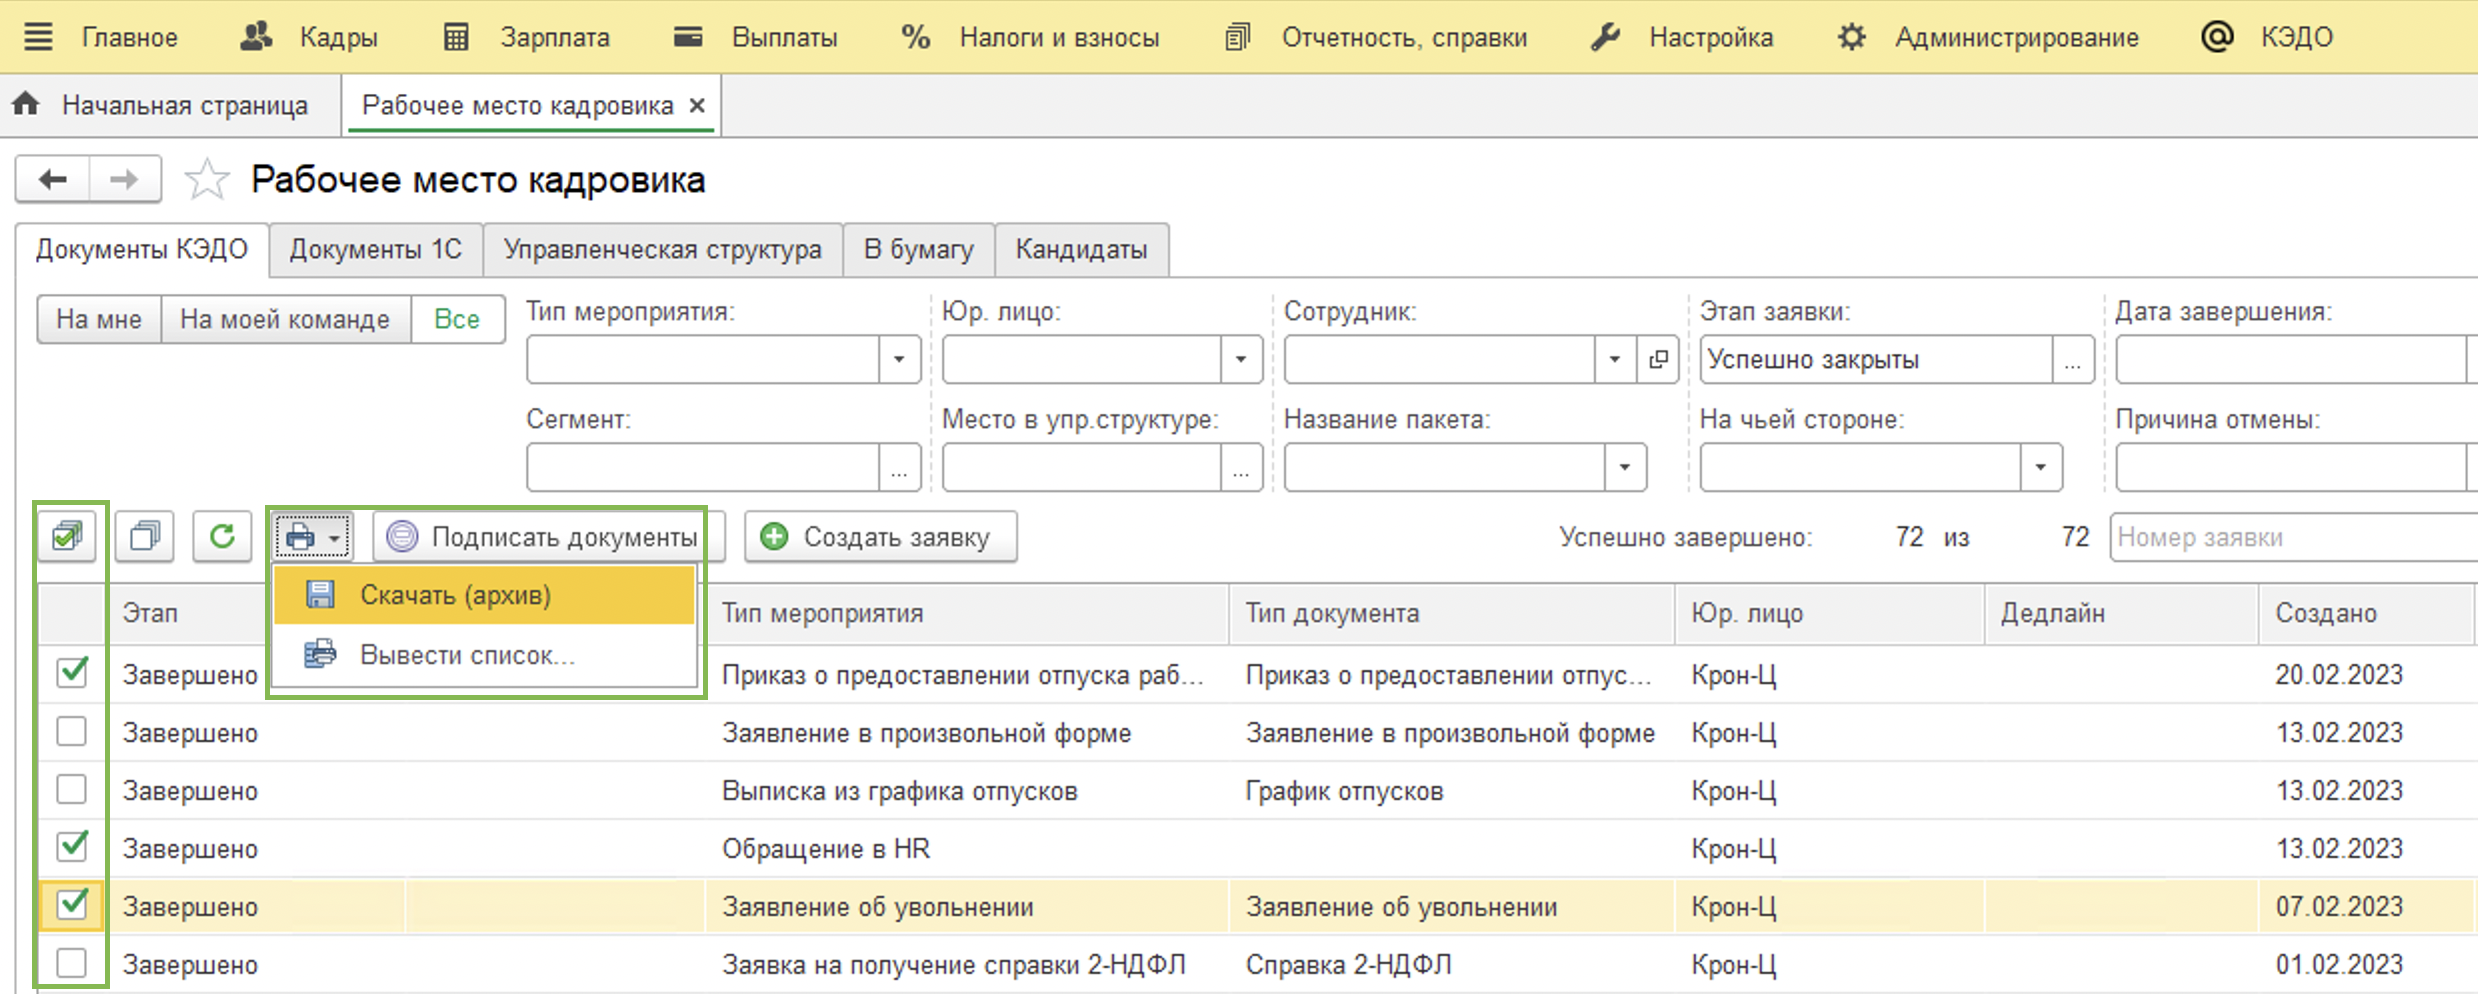 Главное Кадры Зарплата Выплаты % Налоги и взносы Отчетность, справки Настройка Администрирование @ КЭДО
Начальная страница Рабочее место кадровика ×
Рабочее место кадровика
Документы КЭДО Документы 1С Управленческая структура В бумагу Кандидаты
На мне На моей команде Все
Тип мероприятия: Юр. лицо: Сотрудник: Этап заявки: Дата завершения:
Успешно закрыты ...
Сегмент: Место в упр.структуре: Название пакета: На чьей стороне: Причина отмены:
... ...
Подписать документы Создать заявку Успешно завершено: 72 из 72 Номер заявки
Скачать (архив)
Вывести список...
Этап Тип мероприятия Тип документа Юр. лицо Дедлайн Создано
Завершено Приказ о предоставлении отпуска раб... Приказ о предоставлении отпус... Крон-Ц 20.02.2023
Завершено Заявление в произвольной форме Заявление в произвольной форме Крон-Ц 13.02.2023
Завершено Выписка из графика отпусков График отпусков Крон-Ц 13.02.2023
Завершено Обращение в HR Крон-Ц 13.02.2023
Завершено Заявление об увольнении Заявление об увольнении Крон-Ц 07.02.2023
Завершено Заявка на получение справки 2-НДФЛ Справка 2-НДФЛ Крон-Ц 01.02.2023